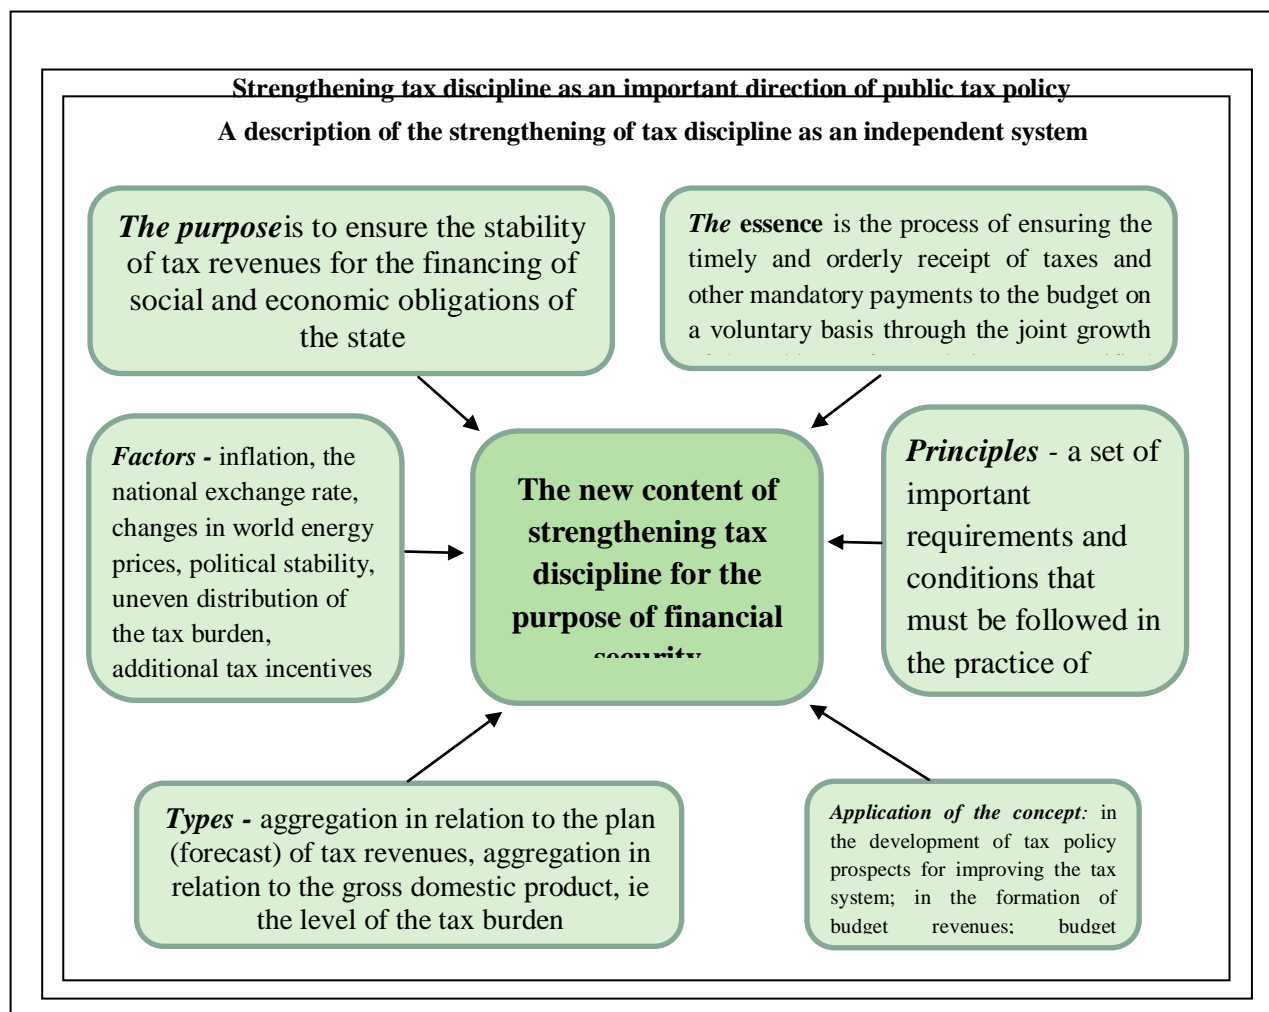 Strengthening tax discipline as an important direction of public tax policy
A description of the strengthening of tax discipline as an independent system
The purposeis to ensure the stability
of tax revenues for the financing of
social and economic obligations of
the state
The essence is the process of ensuring the
timely and orderly receipt of taxes and
other mandatory payments to the budget on
a voluntary basis through the joint growth
Factors - inflation, the
national exchange rate,
changes in world energy
prices, political stability,
uneven distribution of
the tax burden,
additional tax incentives
The new content of
strengthening tax
discipline for the
purpose of financial
security
Principles - a set of
important
requirements and
conditions that
must be followed in
the practice of
Types - aggregation in relation to the plan
(forecast) of tax revenues, aggregation in
relation to the gross domestic product, ie
the level of the tax burden
Application of the concept: in
the development of tax policy
prospects for improving the tax
system; in the formation of
budget revenues; budget